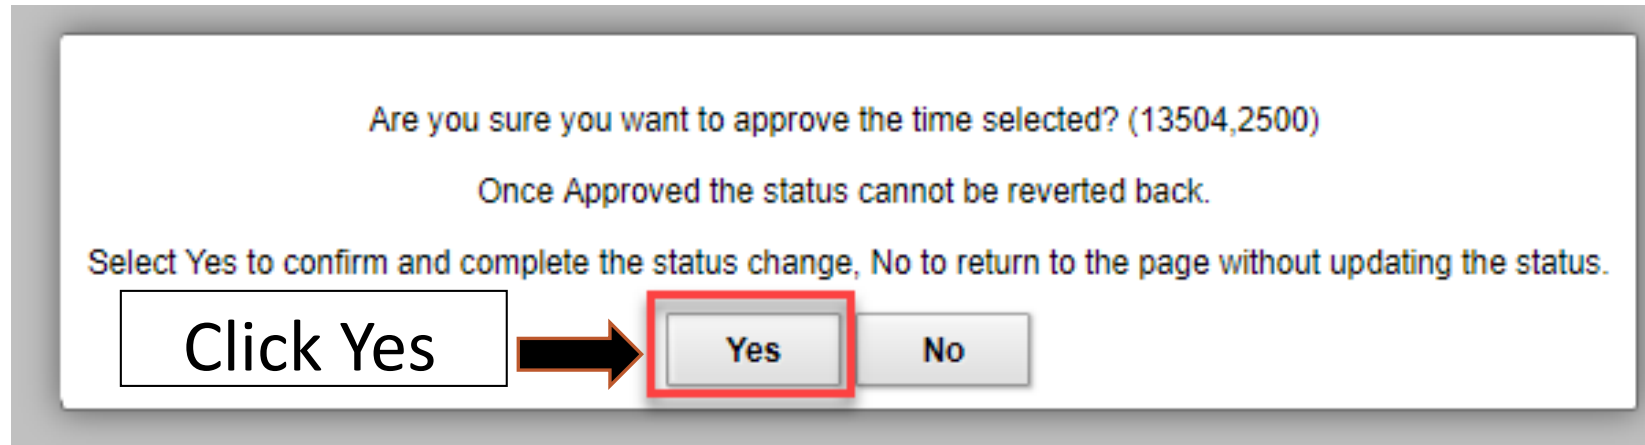 Are you sure you want to approve the time selected? (13504,2500)
Once Approved the status cannot be reverted back.
Select Yes to confirm and complete the status change, No to return to the page without updating the status.
Click Yes
Yes
No